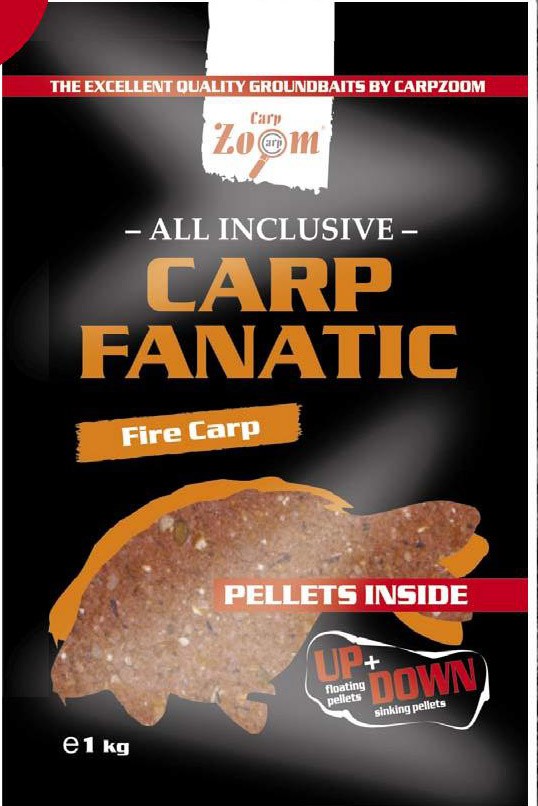 THE EXCELLENT QUALITY GROUNDBAITS BY CARPZOOM
Carp
Zoom
Carp
– ALL INCLUSIVE –
CARP
FANATIC
Fire Carp
PELLETS INSIDE
UP+
floating
pellets
DOWN
sinking pellets
℮1 kg